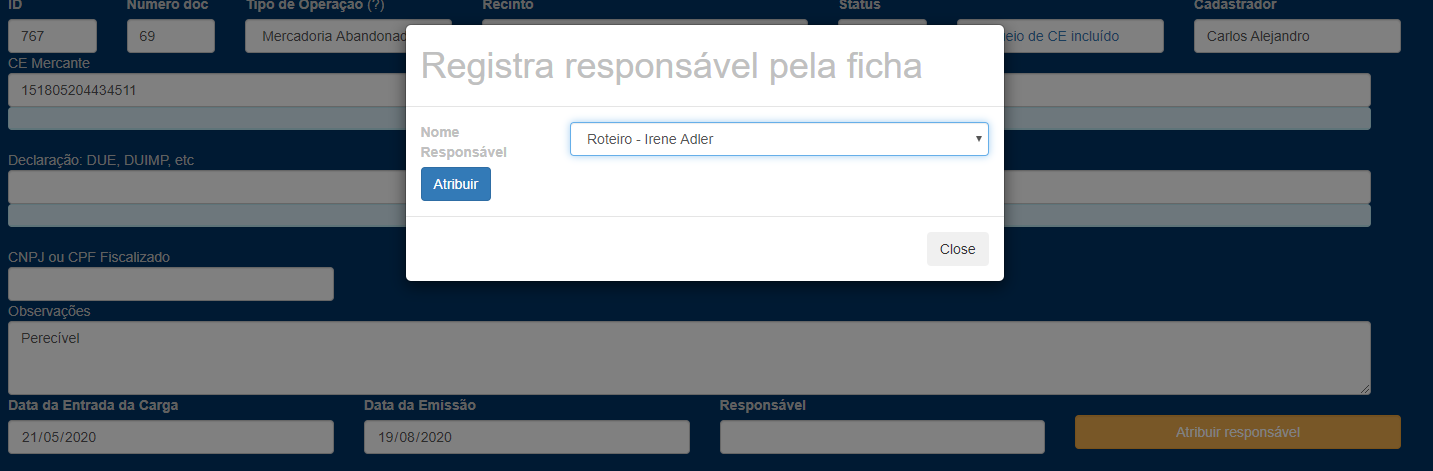 ID Número doc Tipo de Operação (?) Recinto Status Cadastrador
767 69 Mercadoria Abandonad de CE incluído Carlos Alejandro
CE Mercante
151805204434511
Registra responsável pela ficha
Nome
Responsável
Roteiro - Irene Adler
Atribuir
Close
Declaração: DUE, DUIMP, etc
CNPJ ou CPF Fiscalizado
Observações
Perecível
Data da Entrada da Carga Data da Emissão Responsável
21/05/2020 19/08/2020 Atribuir responsável